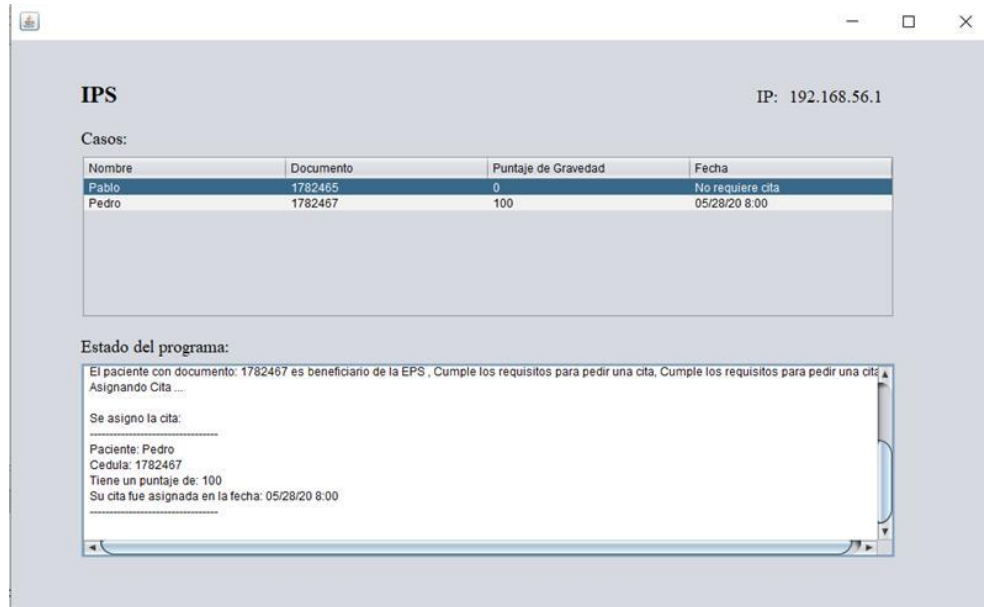 IPS
IP: 192.168.56.1
Casos:
Nombre Documento Puntaje de Gravedad Fecha
Pablo 1782465 0 No requiere cita
Pedro 1782467 100 05/28/20 8:00
Estado del programa:
El paciente con documento: 1782467 es beneficiario de la EPS , Cumple los requisitos para pedir una cita, Cumple los requisitos para pedir una cita
Asignando Cita ...
Se asigno la cita:
--------------------------------
Paciente: Pedro
Cedula: 1782467
Tiene un puntaje de: 100
Su cita fue asignada en la fecha: 05/28/20 8:00
--------------------------------